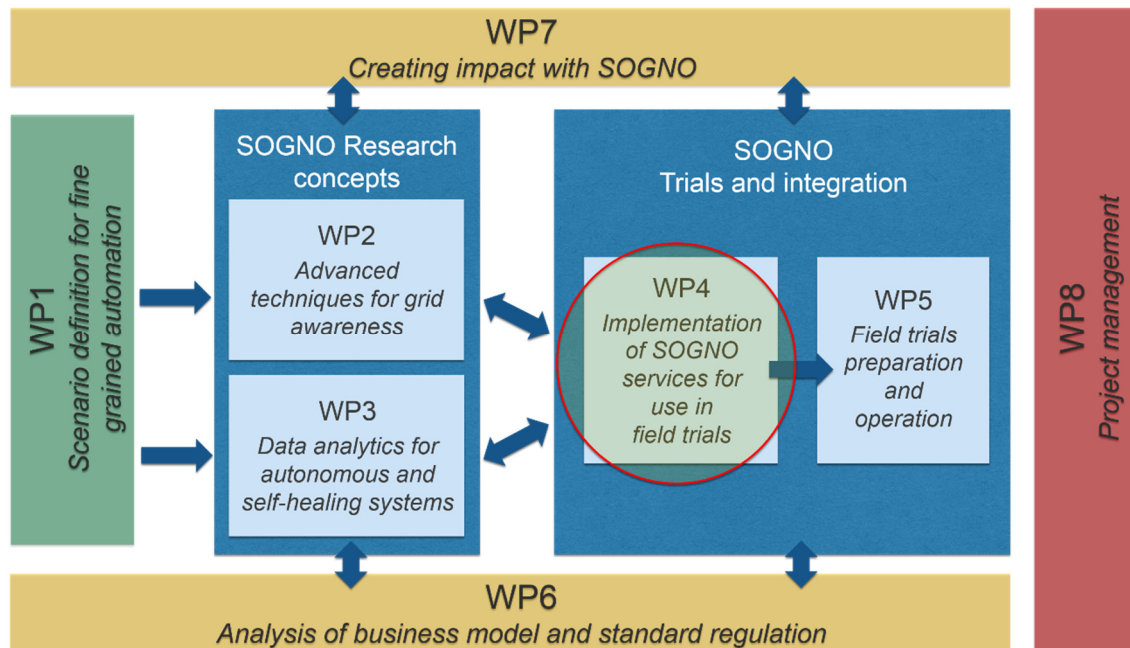 WP7
Creating impact with SOGNO
WP1
Scenario definition for fine
grained automation
SOGNO Research
concepts
WP2
Advanced
techniques for grid
awareness
WP3
Data analytics for
autonomous and
self-healing systems
SOGNO
Trials and integration
WP4
Implementation
of SOGNO
services for
use in
field trials
WP5
Field trials
preparation
and
operation
WP6
Analysis of business model and standard regulation
WP8
Project management